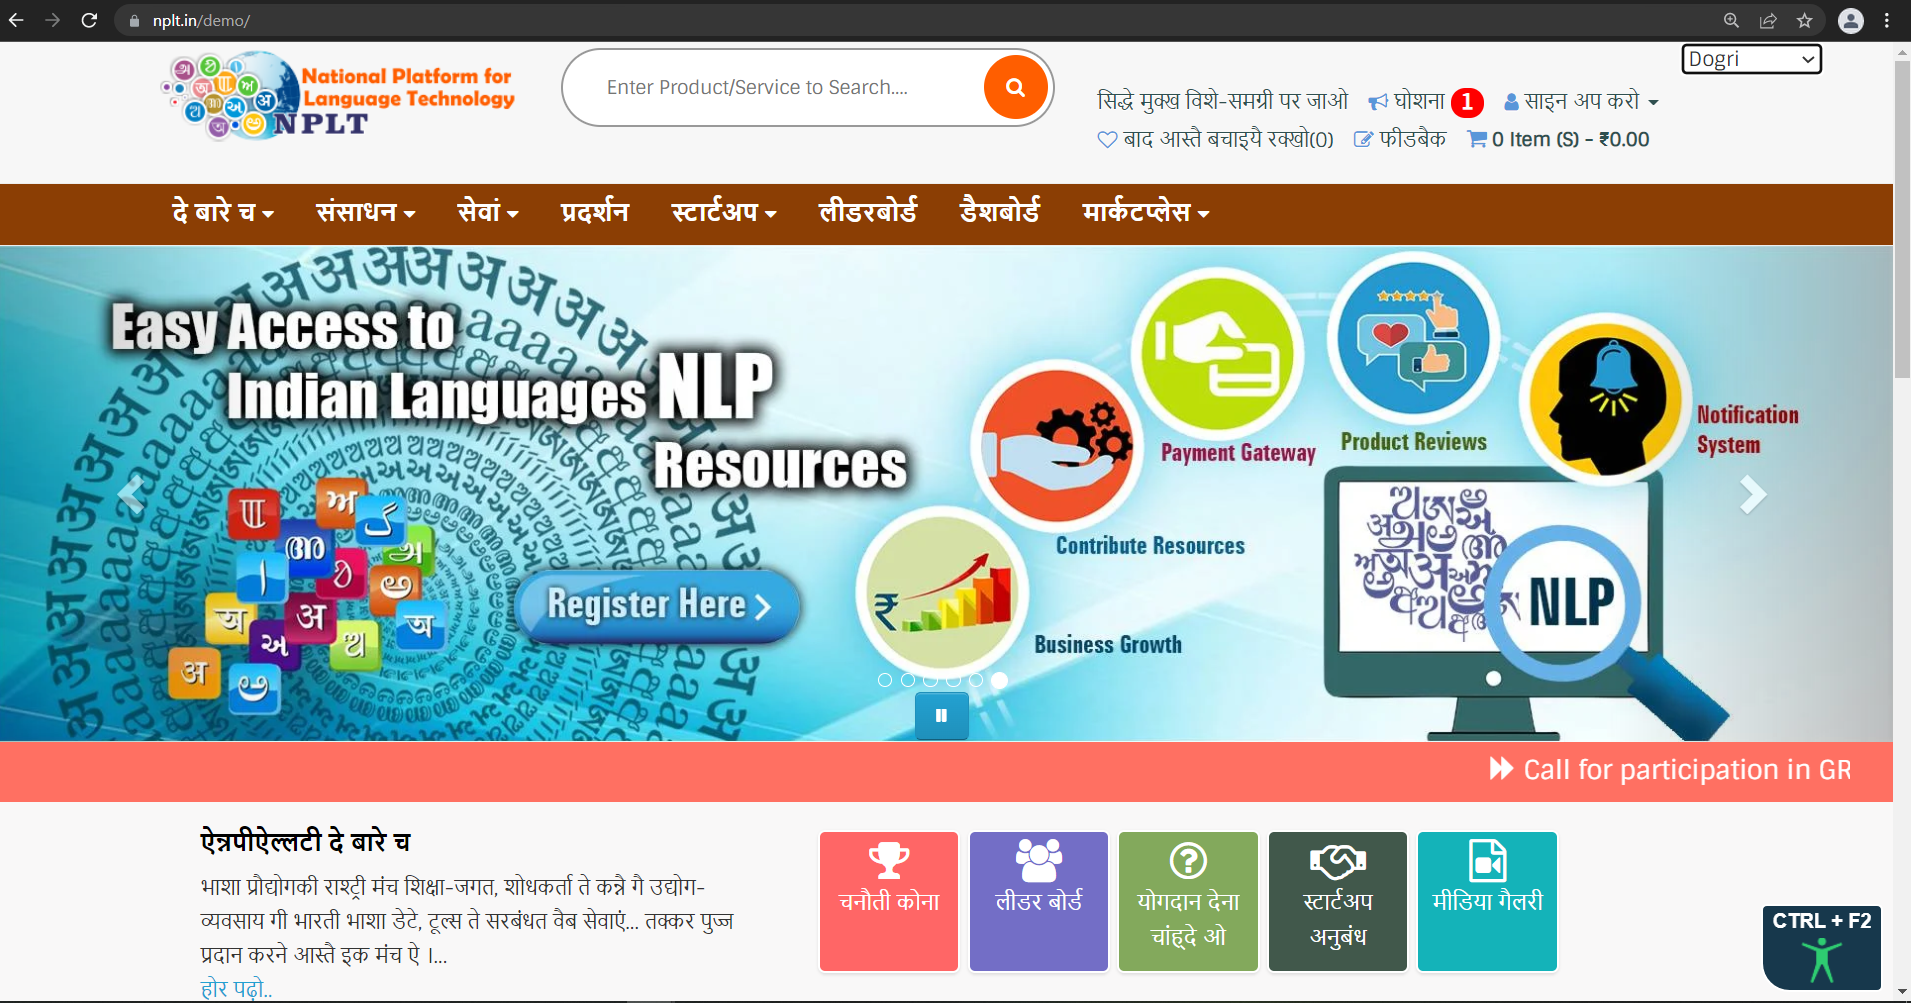 nplt.in/demo/
National Platform for
Language Technology
NPLT
Enter Product/Service to Search....
Dogri
सिद्धे मुक्ख विशे-समग्री पर जाओ घोशना 1 साइन अप करो
बाद आस्तै बचाइयै रक्खो(0) फीडबैक 0 Item (S) - ₹0.00
दे बारे च संसाधन सेवां प्रदर्शन स्टार्टअप लीडरबोर्ड डैशबोर्ड मार्कटप्लेस
Easy Access to
Indian Languages NLP
Resources
Register Here
Business Growth
Contribute Resources
Payment Gateway
Product Reviews
Notification
System
NLP
Call for participation in GR
ऐन्नपीऐल्लटी दे बारे च
भाशा प्रौद्योगकी राश्ट्री मंच शिक्षा-जगत, शोधकर्ता ते कन्नै गै उद्योग-
व्यवसाय गी भारती भाशा डेटे, टूल्स ते सरबंधत वैब सेवाएं... तक्कर पुज्ज
प्रदान करने आस्तै इक मंच ऐ ।...
होर पढ़ो..
चनौती कोना
लीडर बोर्ड
योगदान देना
चांह्दे ओ
स्टार्टअप
अनुबंध
मीडिया गैलरी
CTRL + F2